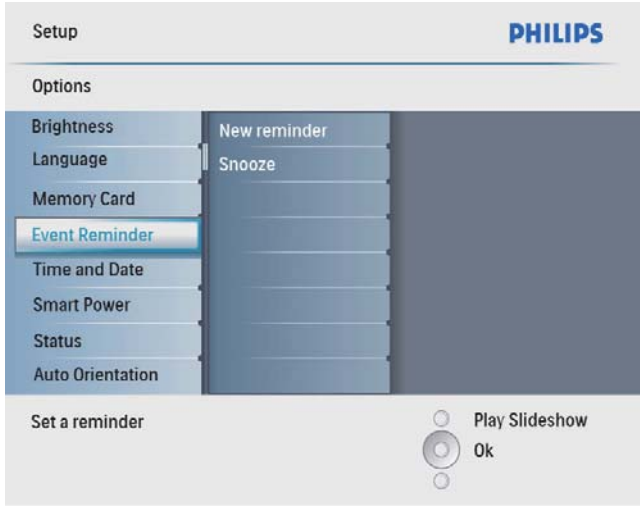 Setup
PHILIPS
Options
Brightness
Language
Memory Card
Event Reminder
Time and Date
Smart Power
Status
Auto Orientation
New reminder
Snooze
Set a reminder
Play Slideshow
Ok